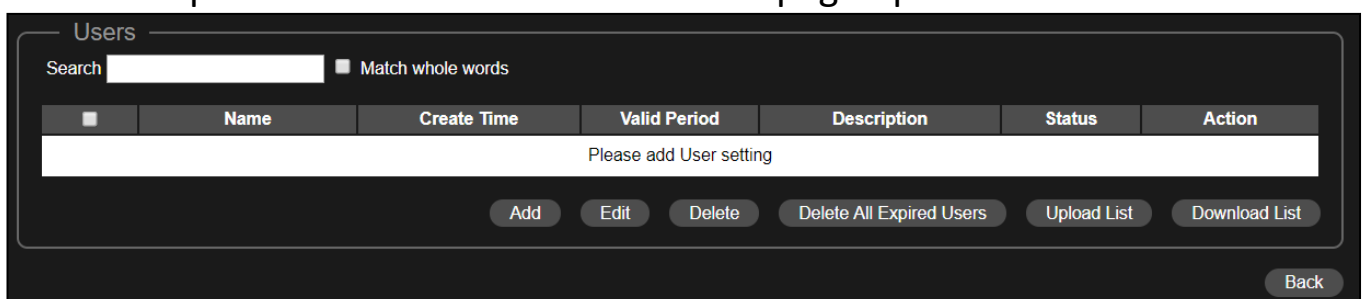 Users
Search Match whole words
Name Create Time Valid Period Description Status Action
Please add User setting
Add Edit Delete Delete All Expired Users Upload List Download List
Back